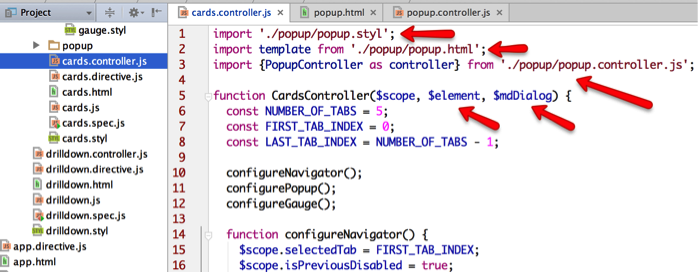 Project
gauge.styl
popup
cards.controller.js
cards.directive.js
cards.html
cards.js
cards.spec.js
cards.styl
drilldown.controller.js
drilldown.directive.js
drilldown.html
drilldown.js
drilldown.spec.js
drilldown.styl
app.directive.js
app.html
cards.controller.js × popup.html × popup.controller.js ×
1 import './popup/popup.styl';
2 import template from './popup/popup.html';
3 import {PopupController as controller} from './popup/popup.controller.js';
4
5 function CardsController($scope, $element, $mdDialog) {
6 const NUMBER_OF_TABS = 5;
7 const FIRST_TAB_INDEX = 0;
8 const LAST_TAB_INDEX = NUMBER_OF_TABS - 1;
9
10 configureNavigator();
11 configurePopup();
12 configureGauge();
13
14 function configureNavigator() {
15 $scope.selectedTab = FIRST_TAB_INDEX;
16 $scope.isPreviousDisabled = true;